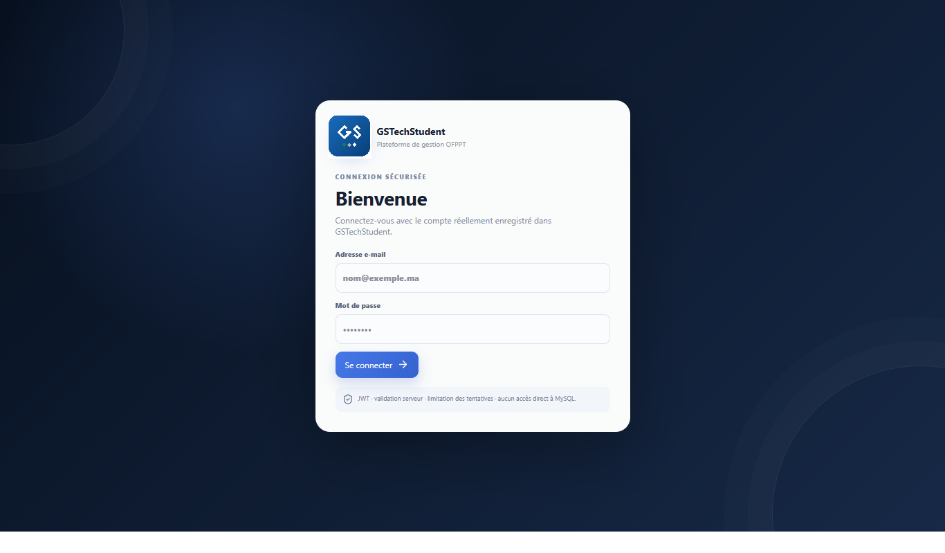 GS
GSTechStudent
Plateforme de gestion OFPPT
CONNEXION SÉCURISÉE
Bienvenue
Connectez-vous avec le compte réellement enregistré dans
GSTechStudent.
Adresse e-mail
nom@exemple.ma
Mot de passe
••••••••
Se connecter →
JWT · validation serveur · limitation des tentatives · aucun accès direct à MySQL.